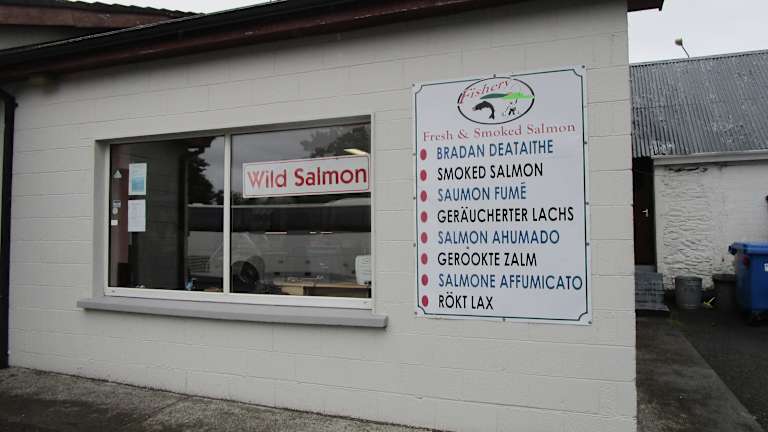 Wild Salmon
Fishery
Fresh & Smoked Salmon
BRADAN DEATAITHE
SMOKED SALMON
SAUMON FUMÉ
GERÄUCHERTER LACHS
SALMON AHUMADO
GERÖOKTE ZALM
SALMONE AFFUMICATO
RÖKT LAX